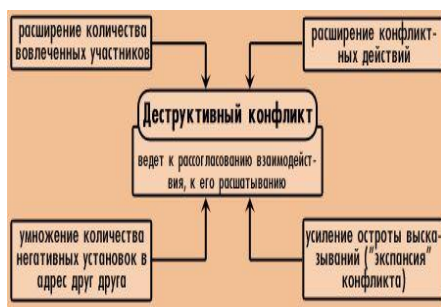 расширение количества
вовлеченных участников
расширение конфликт-
ных действий
Деструктивный конфликт
ведет к рассогласованию взаимодейст-
вия, к его расшатыванию
умножение количества
негативных установок в
адрес друг друга
усиление остроты выска-
зываний ("экспансия"
конфликта)